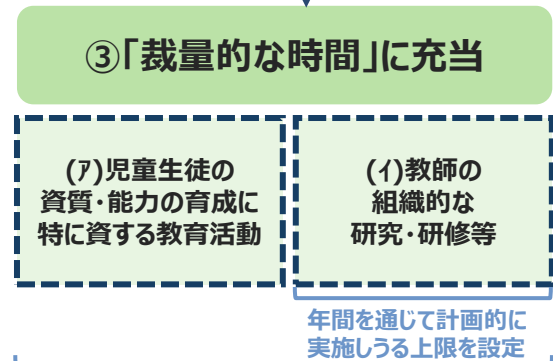 ③「裁量的な時間」に充当
(ｱ)児童生徒の
資質・能力の育成に
特に資する教育活動
(ｲ)教師の
組織的な
研究・研修等
年間を通じて計画的に
実施しうる上限を設定